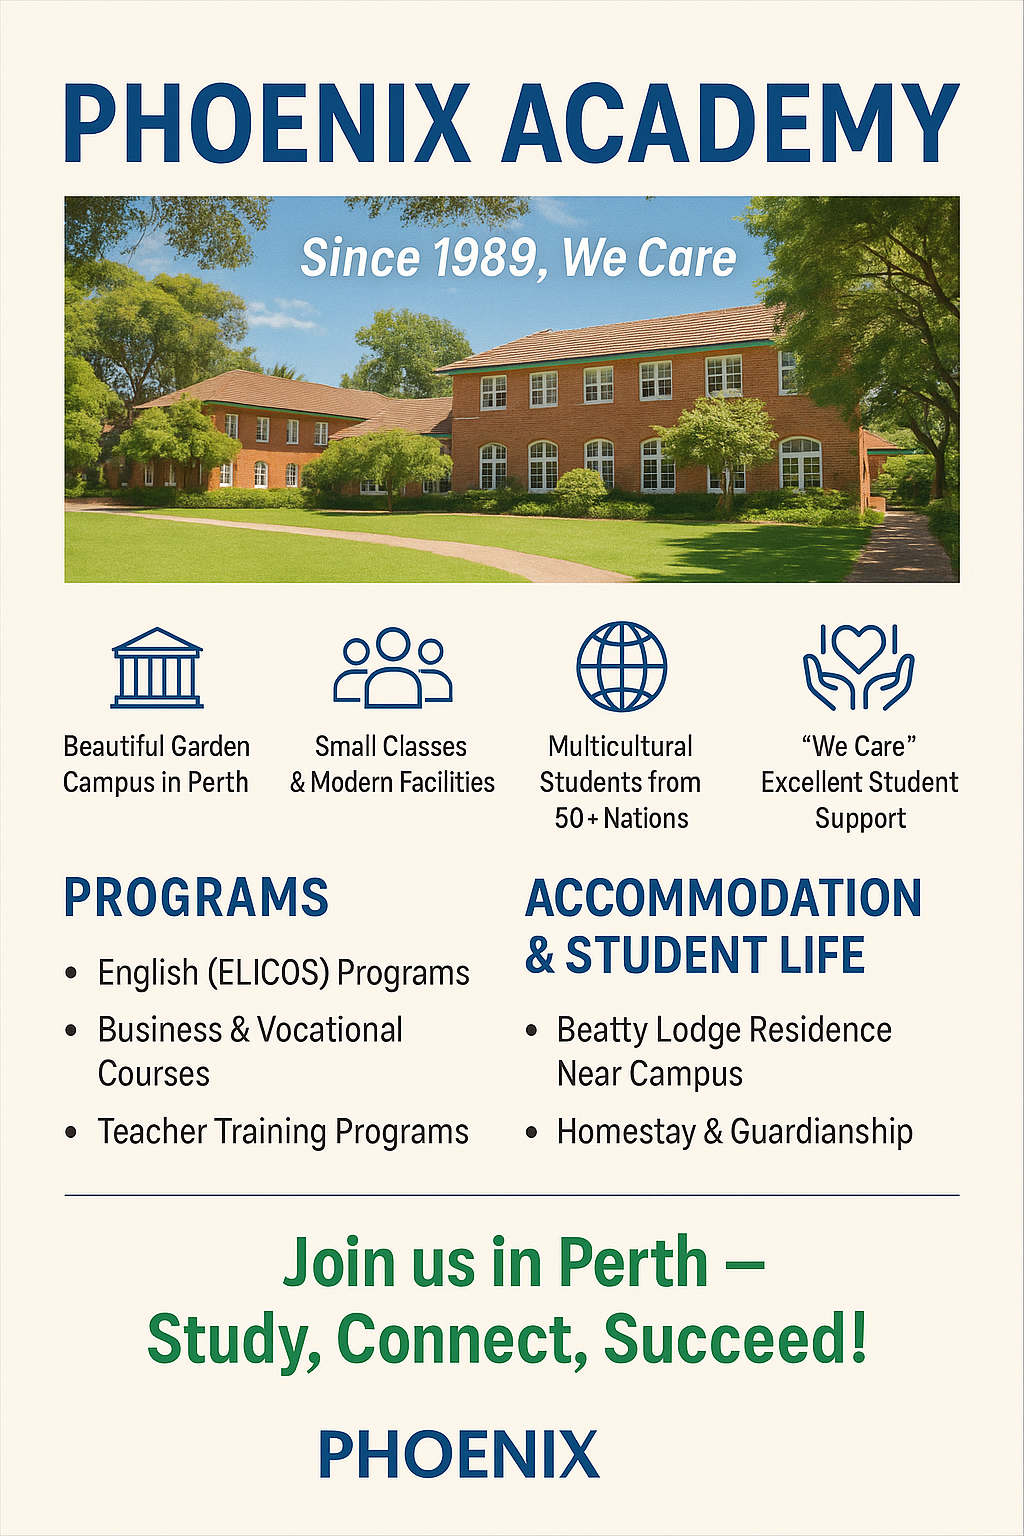 PHOENIX ACADEMY
Since 1989, We Care
Beautiful Garden
Campus in Perth
Small Classes
& Modern Facilities
Multicultural
Students from
50+ Nations
“We Care”
Excellent Student
Support
PROGRAMS
• English (ELICOS) Programs
• Business & Vocational
Courses
• Teacher Training Programs
ACCOMMODATION
& STUDENT LIFE
• Beatty Lodge Residence
Near Campus
• Homestay & Guardianship
Join us in Perth –
Study, Connect, Succeed!
PHOENIX